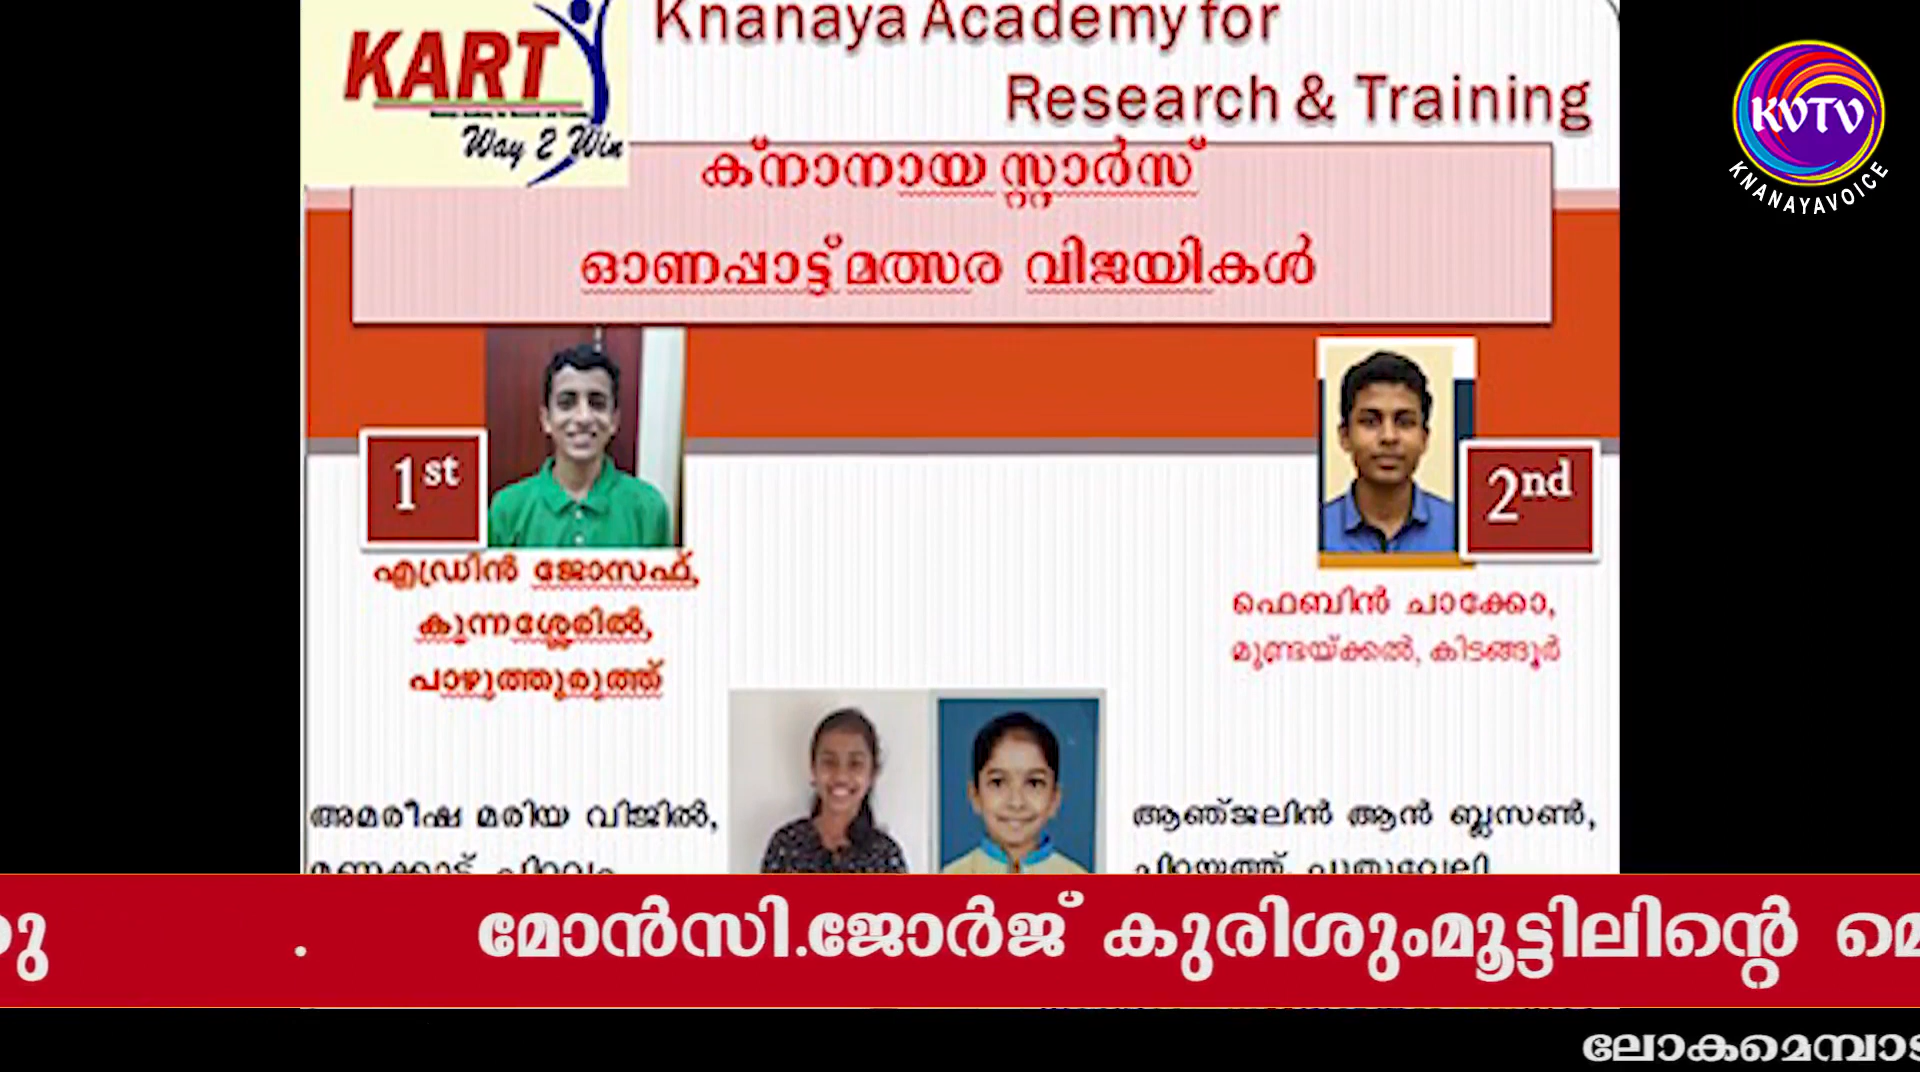 KART
Way 2 Win
Knanaya Academy for
Research & Training
KVTV
KNANAYAVOICE
ക്നാനായ സ്റ്റാർസ്
ഓണപ്പാട്ട് മത്സര വിജയികൾ
1st
2nd
എഡ്രിൻ ജോസഫ്,
കുന്നശ്ശേരിൽ,
പാഴുത്തുരുത്ത്
ഫെബിൻ ചാക്കോ,
മുണ്ടയ്ക്കൽ, കിടങ്ങൂർ
അമരീഷ മരിയ വിജിൽ,
ആഞ്ജലിൻ ആൻ ബ്ലസൺ,
. മോൻസി.ജോർജ് കുരിശുംമൂട്ടിലിന്റെ